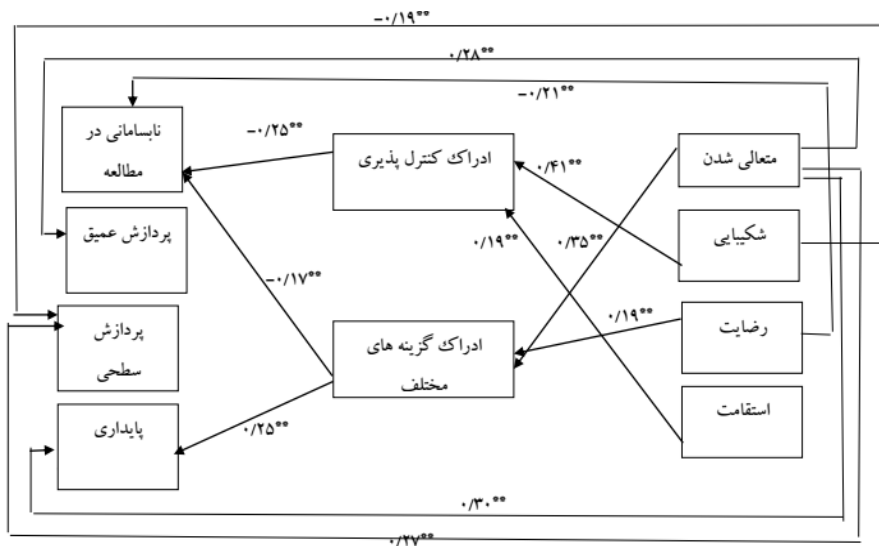 -۰/۱۹**
۰/۲۸**
-۰/۲۱**
متعالی شدن
ادراک کنترل پذیری
-۰/۲۵**
نابسامانی در
مطالعه
۰/۴۱**
شکیبایی
۰/۳۵**
۰/۱۹**
پردازش عمیق
-۰/۱۷**
رضایت
۰/۱۹**
ادراک گزینه های
مختلف
پردازش
سطحی
استقامت
۰/۲۵**
پایداری
۰/۳۰**
۰/۲۷**